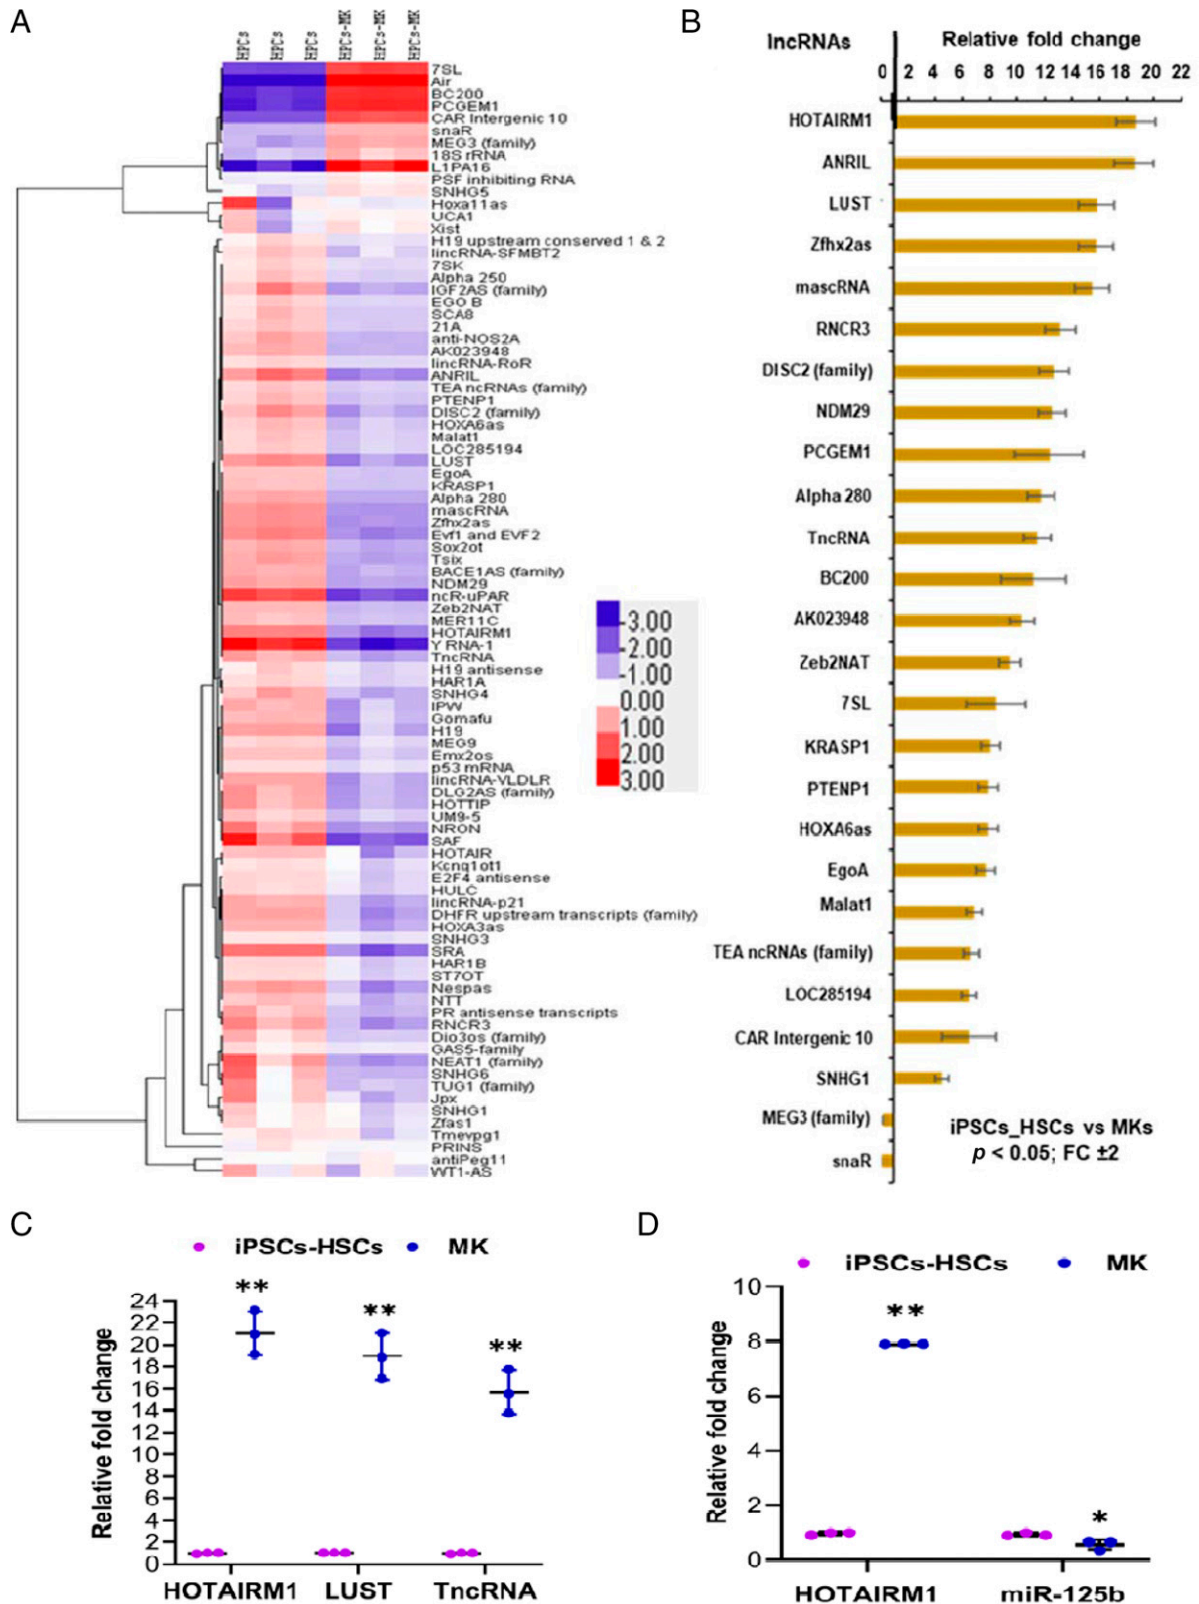 A
HPCs HPCs HPCs HPCs-MK HPCs-MK HPCs-MK
7SL
Air
BC200
PCGEM1
CAR Intergenic 10
snaR
MEG3 (family)
18S rRNA
L1PA16
PSF inhibiting RNA
SNHG5
Hoxa11as
UCA1
Xist
H19 upstream conserved 1 & 2
lincRNA-SFMBT2
7SK
Alpha 250
IGF2AS (family)
EGO B
SCA8
21A
anti-NOS2A
AK023948
lincRNA-RoR
ANRIL
TEA ncRNAs (family)
PTENP1
DISC2 (family)
HOXA6as
Malat1
LOC285194
LUST
EgoA
KRASP1
Alpha 280
mascRNA
Zfhx2as
Evf1 and EVF2
Sox2ot
Tsix
BACE1AS (family)
NDM29
ncR-uPAR
Zeb2NAT
MER11C
HOTAIRM1
Y RNA-1
TncRNA
H19 antisense
HAR1A
SNHG4
IPW
Gomafu
H19
MEG9
Emx2os
p53 mRNA
lincRNA-VLDLR
DLG2AS (family)
HOTTIP
UM9-5
NRON
SAF
HOTAIR
Kcnq1ot1
E2F4 antisense
HULC
lincRNA-p21
DHFR upstream transcripts (family)
HOXA3as
SNHG3
SRA
HAR1B
ST7OT
Nespas
NTT
PR antisense transcripts
RNCR3
Dio3os (family)
GAS5-family
NEAT1 (family)
SNHG6
TUG1 (family)
Jpx
SNHG1
Zfas1
Tmevpg1
PRINS
antiPeg11
WT1-AS
-3.00
-2.00
-1.00
0.00
1.00
2.00
3.00
B
lncRNAs
Relative fold change
0 2 4 6 8 10 12 14 16 18 20 22
HOTAIRM1
ANRIL
LUST
Zfhx2as
mascRNA
RNCR3
DISC2 (family)
NDM29
PCGEM1
Alpha 280
TncRNA
BC200
AK023948
Zeb2NAT
7SL
KRASP1
PTENP1
HOXA6as
EgoA
Malat1
TEA ncRNAs (family)
LOC285194
CAR Intergenic 10
SNHG1
MEG3 (family)
snaR
iPSCs_HSCs vs MKs
p < 0.05; FC ±2
C
iPSCs-HSCs MK
Relative fold change
24
22
20
18
16
14
12
10
8
6
4
2
0
**
**
**
HOTAIRM1 LUST TncRNA
D
iPSCs-HSCs MK
Relative fold change
10
8
6
4
2
0
**
*
HOTAIRM1 miR-125b